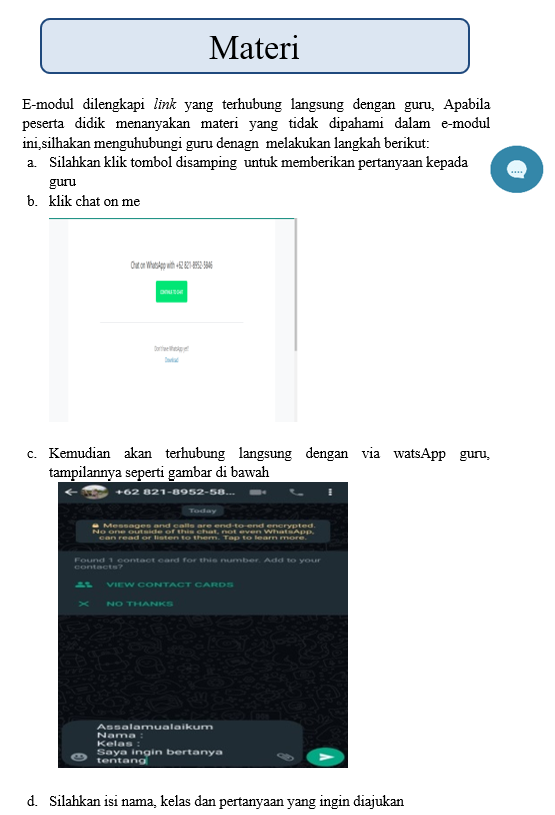 Materi
E-modul dilengkapi link yang terhubung langsung dengan guru, Apabila
peserta didik menanyakan materi yang tidak dipahami dalam e-modul
ini,silhakan menguhubungi guru denagn melakukan langkah berikut:
a. Silahkan klik tombol disamping untuk memberikan pertanyaan kepada
guru
b. klik chat on me
Chat on WhatsApp with +62 821-8952-5846
CONTINUE TO CHAT
Don't have WhatsApp yet?
Download
c. Kemudian akan terhubung langsung dengan via watsApp guru,
tampilannya seperti gambar di bawah
+62 821-8952-58...
Today
Messages and calls are end-to-end encrypted.
No one outside of this chat, not even WhatsApp,
can read or listen to them. Tap to learn more.
Found 1 contact card for this number. Add to your
contacts?
VIEW CONTACT CARDS
NO THANKS
Assalamualaikum
Nama :
Kelas :
Saya ingin bertanya
tentang
d. Silahkan isi nama, kelas dan pertanyaan yang ingin diajukan